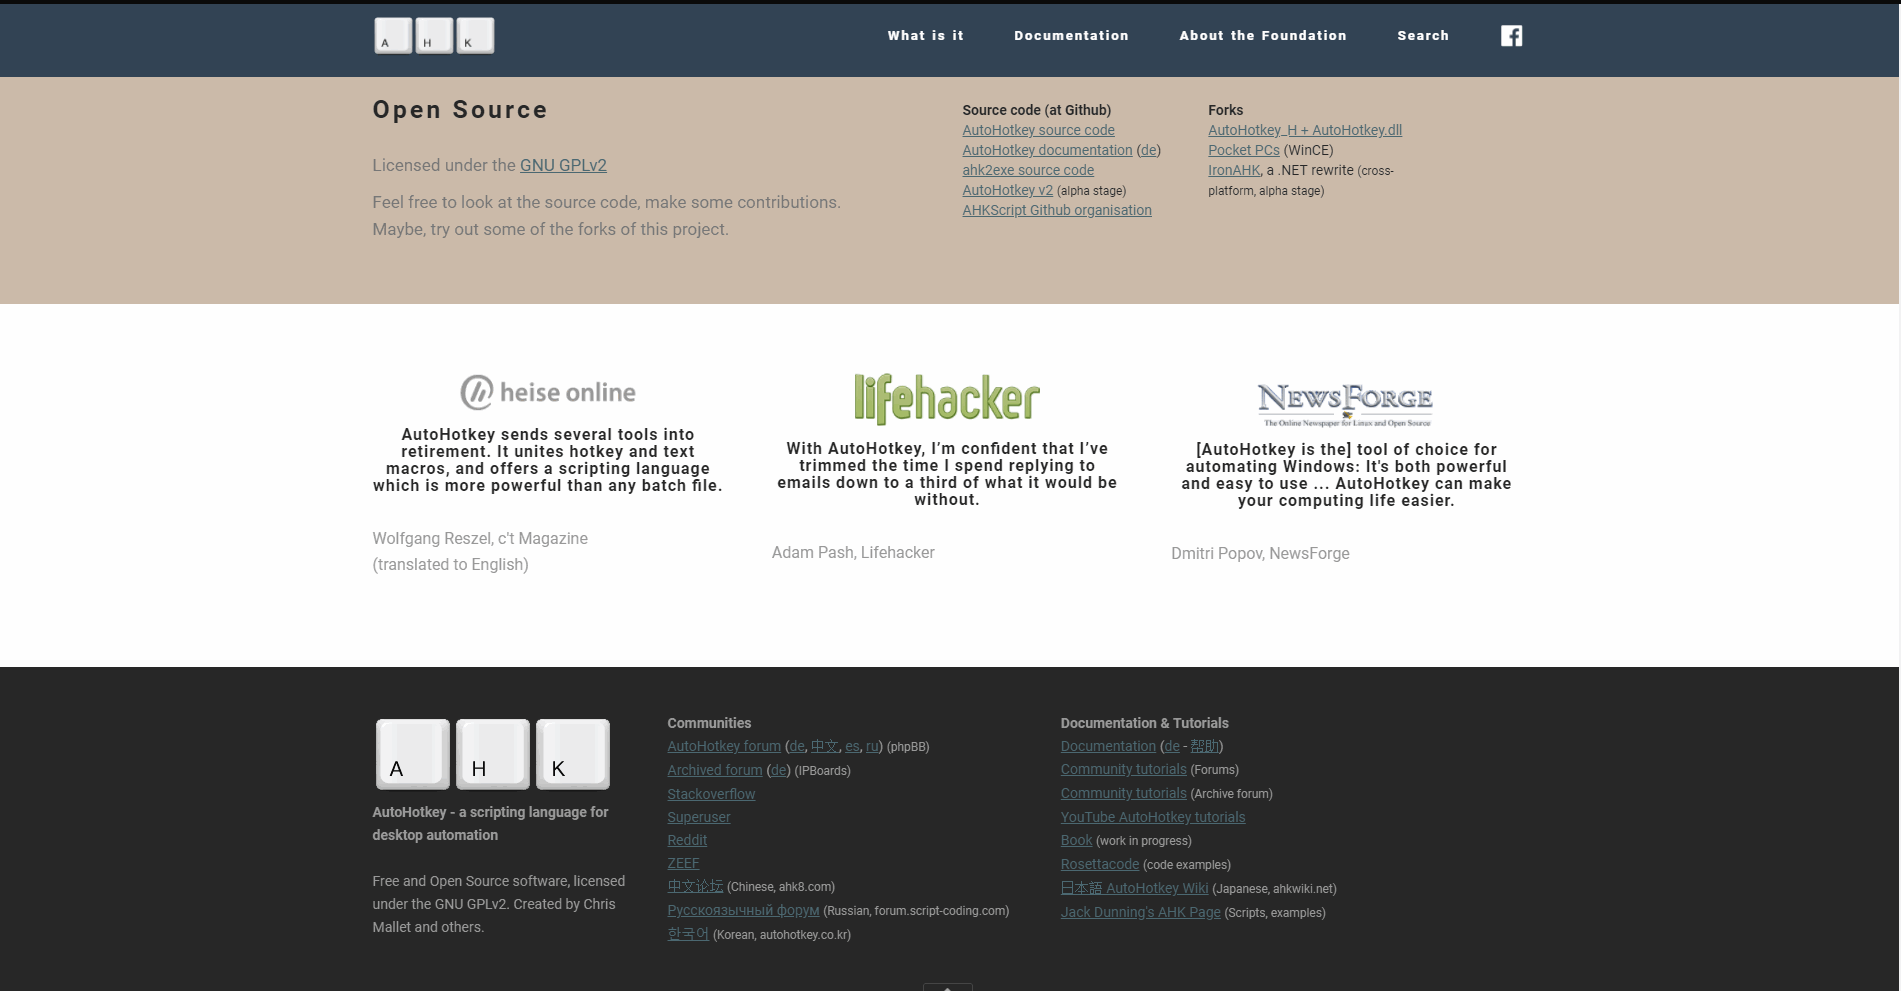 A H K
What is it
Documentation
About the Foundation
Search
Open Source
Licensed under the GNU GPLv2
Feel free to look at the source code, make some contributions.
Maybe, try out some of the forks of this project.
Source code (at Github)
AutoHotkey source code
AutoHotkey documentation (de)
ahk2exe source code
AutoHotkey v2 (alpha stage)
AHKScript Github organisation
Forks
AutoHotkey_H + AutoHotkey.dll
Pocket PCs (WinCE)
IronAHK, a .NET rewrite (cross-
platform, alpha stage)
heise online
AutoHotkey sends several tools into
retirement. It unites hotkey and text
macros, and offers a scripting language
which is more powerful than any batch file.
Wolfgang Reszel, c't Magazine
(translated to English)
lifehacker
With AutoHotkey, I’m confident that I’ve
trimmed the time I spend replying to
emails down to a third of what it would be
without.
Adam Pash, Lifehacker
NewsForge
The Online Newspaper for Linux and Open Source
[AutoHotkey is the] tool of choice for
automating Windows: It's both powerful
and easy to use ... AutoHotkey can make
your computing life easier.
Dmitri Popov, NewsForge
A H K
AutoHotkey - a scripting language for
desktop automation
Free and Open Source software, licensed
under the GNU GPLv2. Created by Chris
Mallet and others.
Communities
AutoHotkey forum (de, 中文, es, ru) (phpBB)
Archived forum (de) (IPBoards)
Stackoverflow
Superuser
Reddit
ZEEF
中文论坛 (Chinese, ahk8.com)
Русскоязычный форум (Russian, forum.script-coding.com)
한국어 (Korean, autohotkey.co.kr)
Documentation & Tutorials
Documentation (de - 帮助)
Community tutorials (Forums)
Community tutorials (Archive forum)
YouTube AutoHotkey tutorials
Book (work in progress)
Rosettacode (code examples)
日本語 AutoHotkey Wiki (Japanese, ahkwiki.net)
Jack Dunning's AHK Page (Scripts, examples)